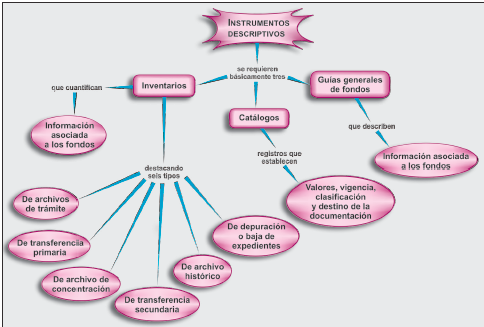 INSTRUMENTOS
DESCRIPTIVOS
se requieren
básicamente tres
que cuantifican
Inventarios
Guías generales
de fondos
Catálogos
Información
asociada
a los fondos
que describen
registros que
establecen
Información asociada
a los fondos
destacando
seis tipos
Valores, vigencia,
clasificación
y destino de la
documentación
De archivos
de trámite
De transferencia
primaria
De archivo de
concentración
De transferencia
secundaria
De archivo
histórico
De depuración
o baja de
expedientes